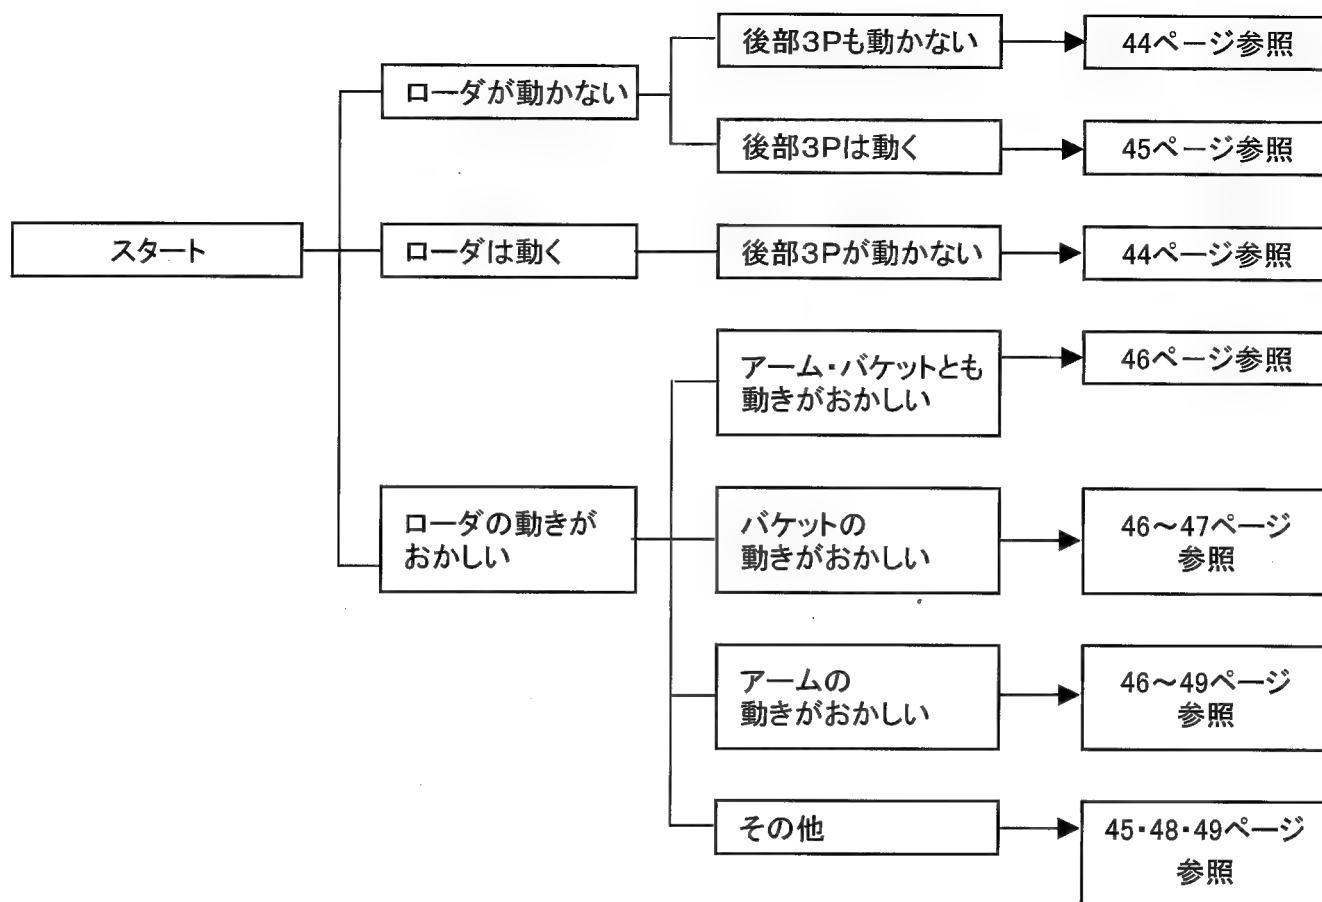 後部3Pも動かない
44ページ参照
ローダが動かない
後部3Pは動く
45ページ参照
スタート
ローダは動く
後部3Pが動かない
44ページ参照
アーム・バケットとも
動きがおかしい
46ページ参照
ローダの動きが
おかしい
バケットの
動きがおかしい
46～47ページ
参照
アームの
動きがおかしい
46～49ページ
参照
その他
45・48・49ページ
参照